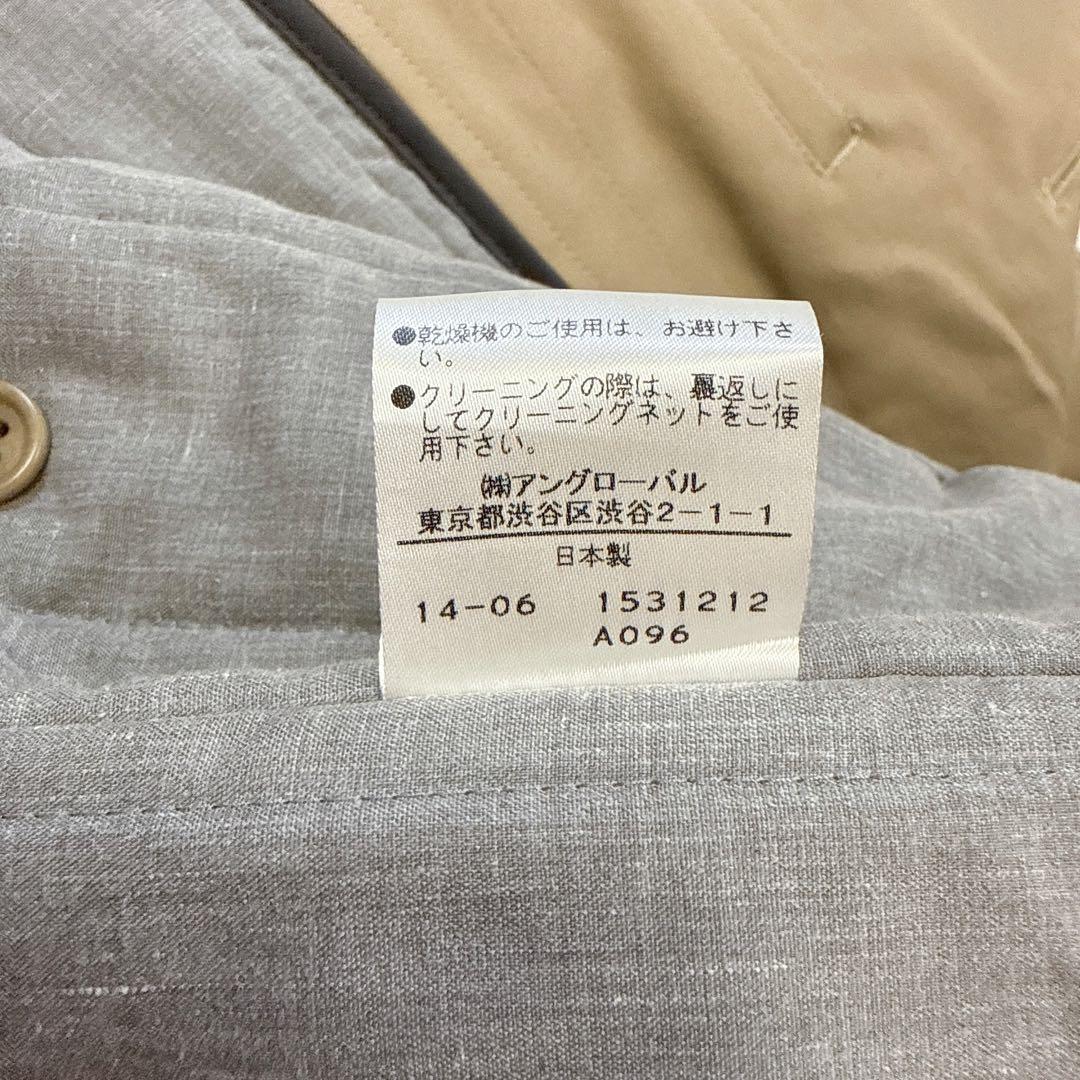 ●乾燥機のご使用は、お避け下さ
い。
●クリーニングの際は、裏返しに
してクリーニングネットをご使
用下さい。
㈱アングローバル
東京都渋谷区渋谷2-1-1
日本製
14-06 1531212
A096